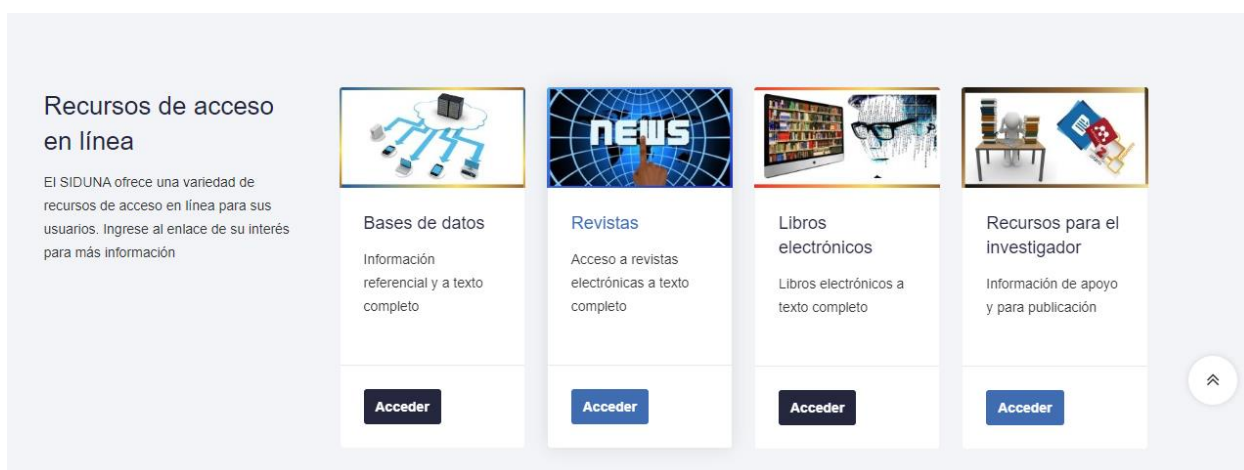 Recursos de acceso
en línea
El SIDUNA ofrece una variedad de
recursos de acceso en línea para sus
usuarios. Ingrese al enlace de su interés
para más información
NEWS
Bases de datos
Información
referencial y a texto
completo
Acceder
Revistas
Acceso a revistas
electrónicas a texto
completo
Acceder
Libros
electrónicos
Libros electrónicos a
texto completo
Acceder
Recursos para el
investigador
Información de apoyo
y para publicación
Acceder